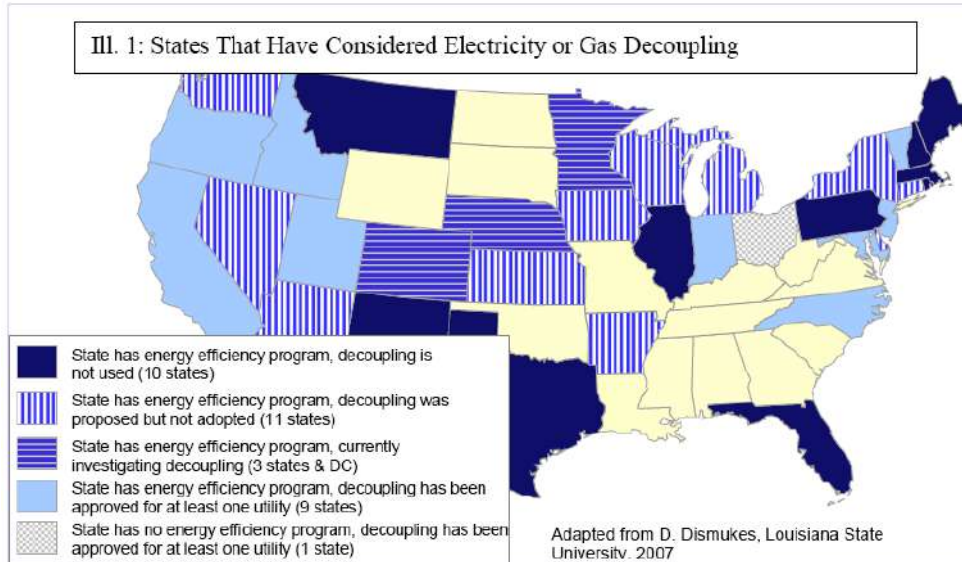 Ill. 1: States That Have Considered Electricity or Gas Decoupling
State has energy efficiency program, decoupling is
not used (10 states)
State has energy efficiency program, decoupling was
proposed but not adopted (11 states)
State has energy efficiency program, currently
investigating decoupling (3 states & DC)
State has energy efficiency program, decoupling has been
approved for at least one utility (9 states)
State has no energy efficiency program, decoupling has been
approved for at least one utility (1 state)
Adapted from D. Dismukes, Louisiana State
University, 2007